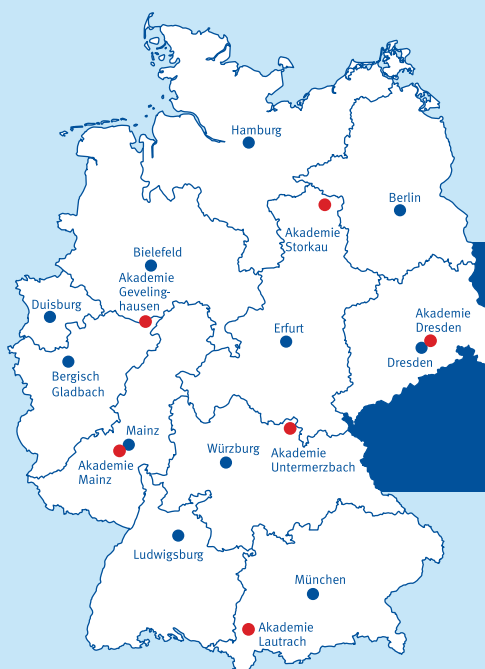 Hamburg
Berlin
Akademie
Storkau
Bielefeld
Akademie
Geveling-
hausen
Duisburg
Akademie
Dresden
Erfurt
Dresden
Bergisch
Gladbach
Mainz
Akademie
Mainz
Würzburg
Akademie
Untermerzbach
Ludwigsburg
München
Akademie
Lautrach